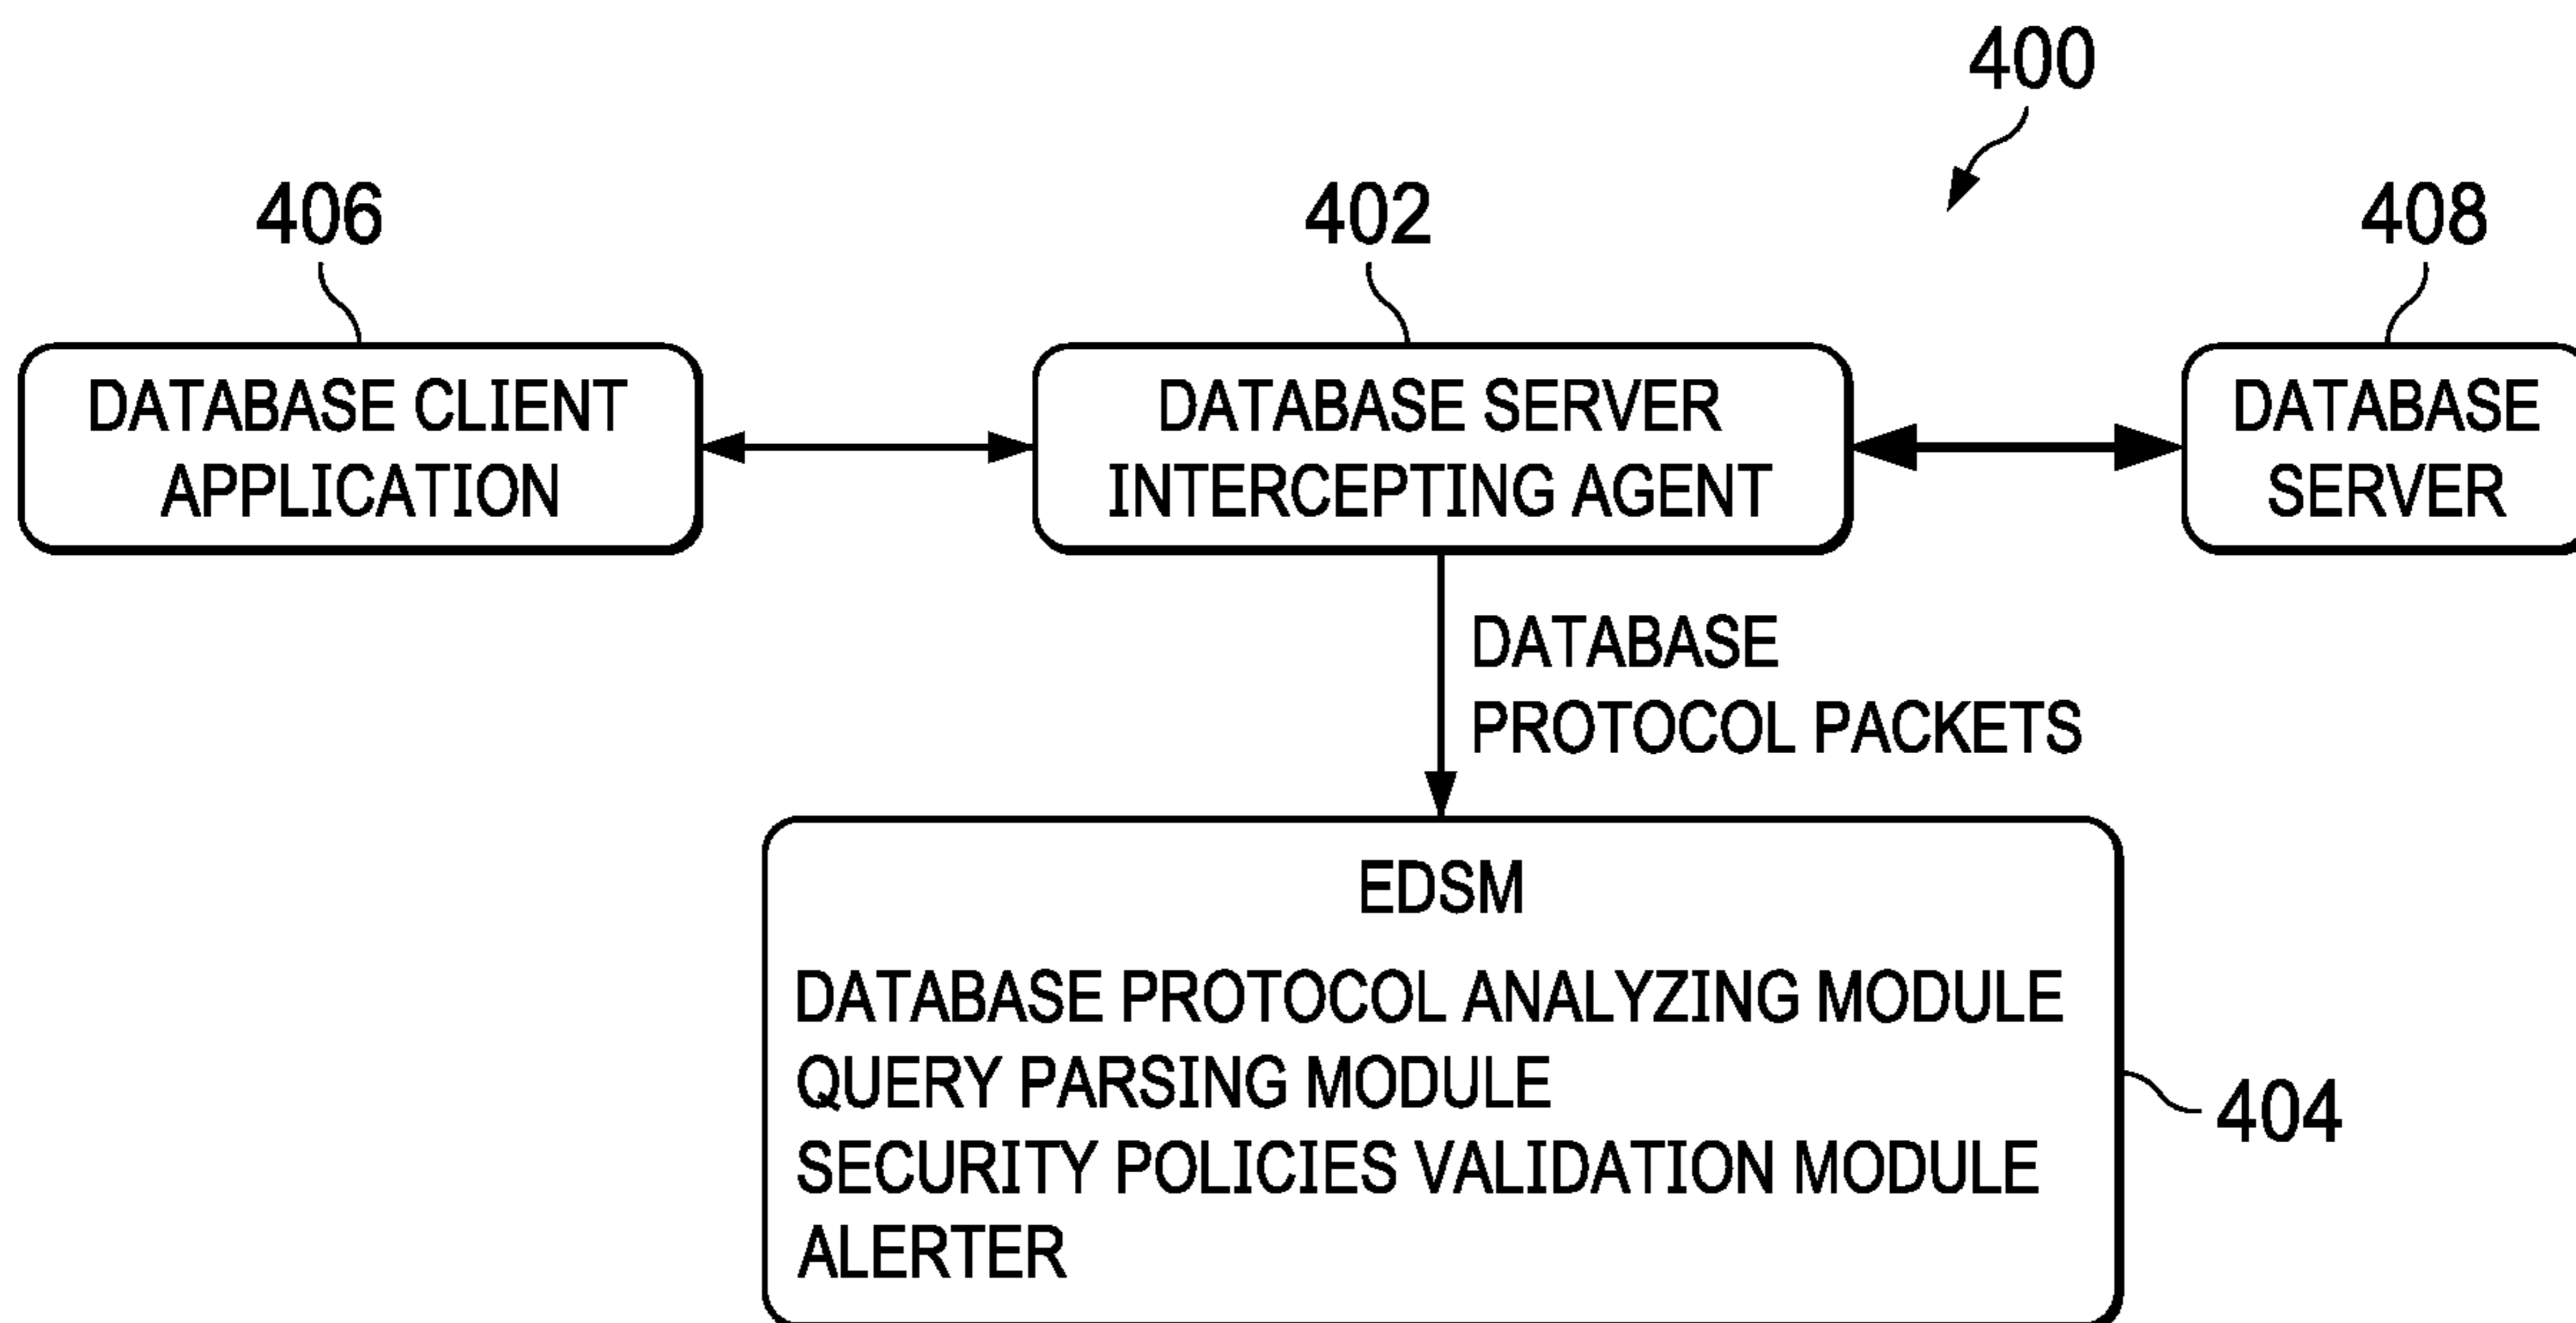 400
406
402
408
DATABASE CLIENT
APPLICATION
DATABASE SERVER
INTERCEPTING AGENT
DATABASE
SERVER
DATABASE
PROTOCOL PACKETS
EDSM
DATABASE PROTOCOL ANALYZING MODULE
QUERY PARSING MODULE
SECURITY POLICIES VALIDATION MODULE
ALERTER
404